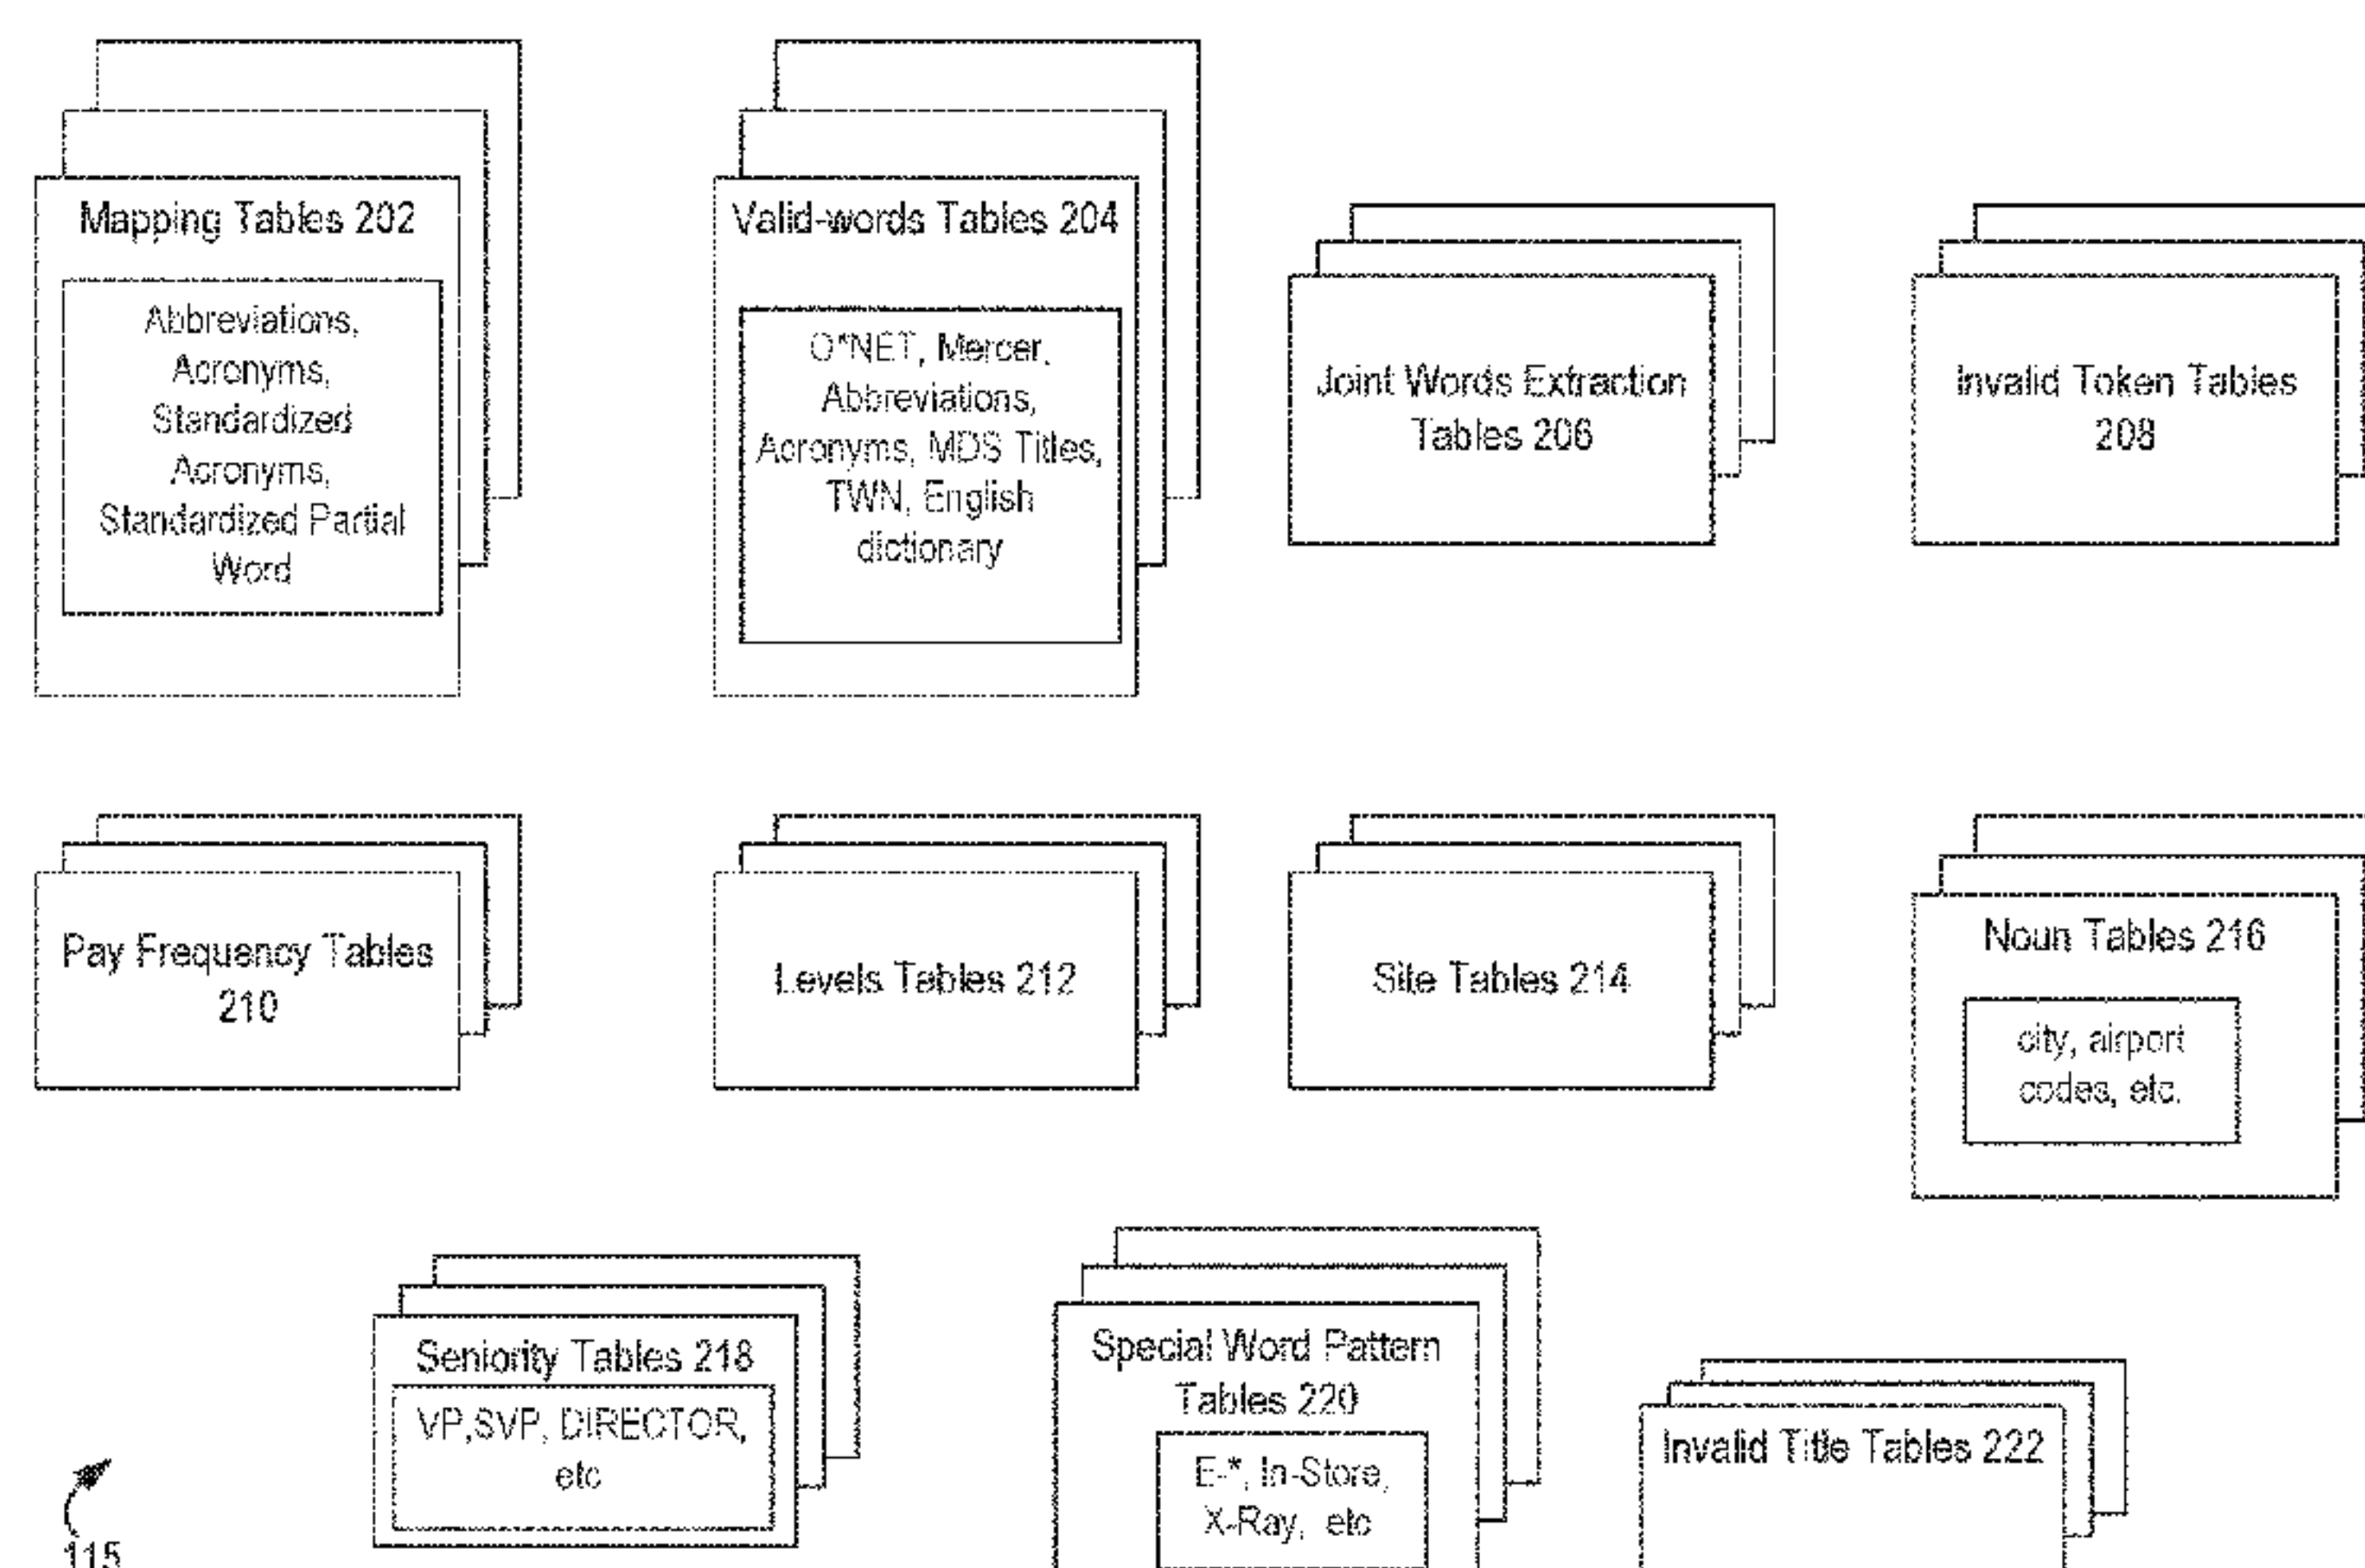 Mapping Tables 202
Abbreviations,
Acronyms,
Standardized
Acronyms,
Standardized Partial
Word
Valid-words Tables 204
O*NET, Mercer,
Abbreviations,
Acronyms, MDS Titles,
TWN, English
dictionary
Joint Words Extraction
Tables 206
Invalid Token Tables
208
Pay Frequency Tables
210
Levels Tables 212
Site Tables 214
Noun Tables 216
city, airport
codes, etc.
Seniority Tables 218
VP,SVP, DIRECTOR,
etc
Special Word Pattern
Tables 220
E-*, In-Store,
X-Ray, etc
Invalid Title Tables 222
115